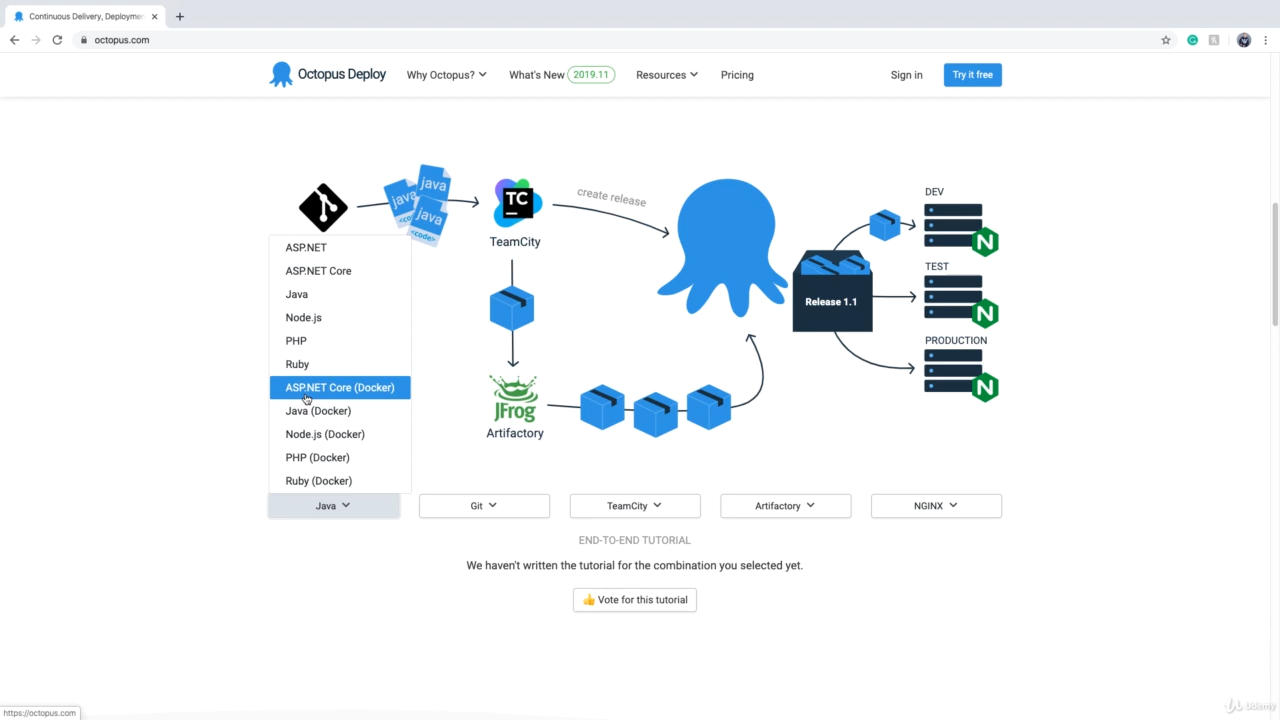 Continuous Delivery, Deploymen
octopus.com
Octopus Deploy
Why Octopus?
What's New
2019.11
Resources
Pricing
Sign in
Try it free
java
java
java
<code>
TC
TeamCity
create release
DEV
N
TEST
N
PRODUCTION
N
Release 1.1
ASP.NET
ASP.NET Core
Java
Node.js
PHP
Ruby
ASP.NET Core (Docker)
Java (Docker)
Node.js (Docker)
PHP (Docker)
Ruby (Docker)
JFrog
Artifactory
Java
Git
TeamCity
Artifactory
NGINX
END-TO-END TUTORIAL
We haven't written the tutorial for the combination you selected yet.
👍 Vote for this tutorial
https://octopus.com
Udemy